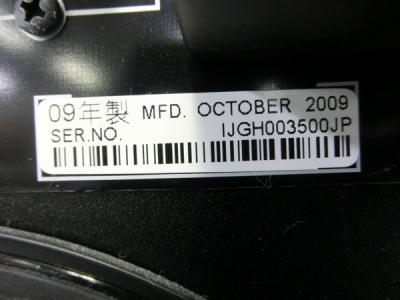 09年製 MFD. OCTOBER 2009
SER.NO. IJGH003500JP